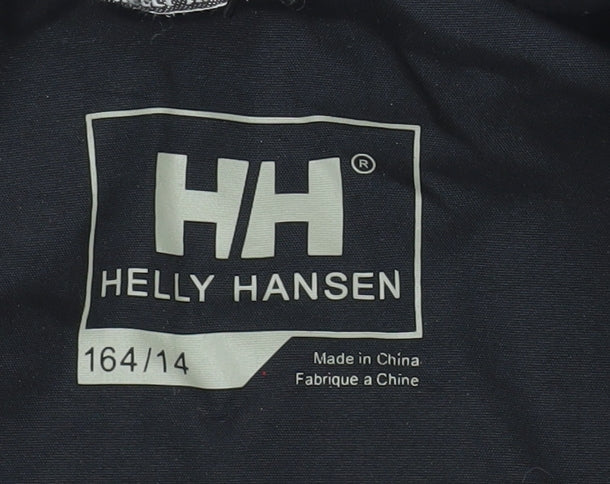 HH®
HELLY HANSEN
164/14
Made in China
Fabrique a Chine